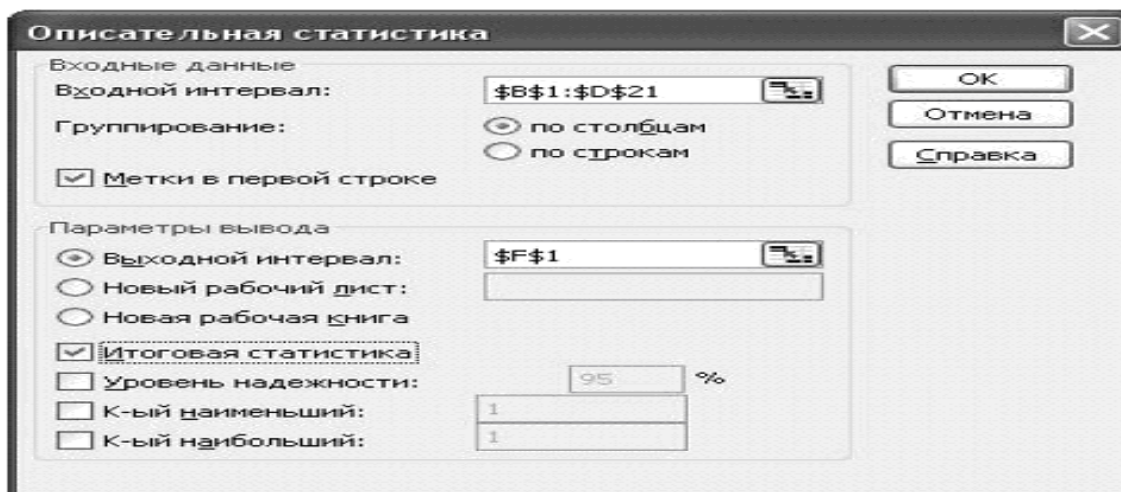 Описательная статистика
Входные данные
Входной интервал: $B$1:$D$21
Группирование: по столбцам
по строкам
Метки в первой строке
OK
Отмена
Справка
Параметры вывода
Выходной интервал: $F$1
Новый рабочий лист:
Новая рабочая книга
Итоговая статистика
Уровень надежности: 95 %
К-ый наименьший: 1
К-ый наибольший: 1